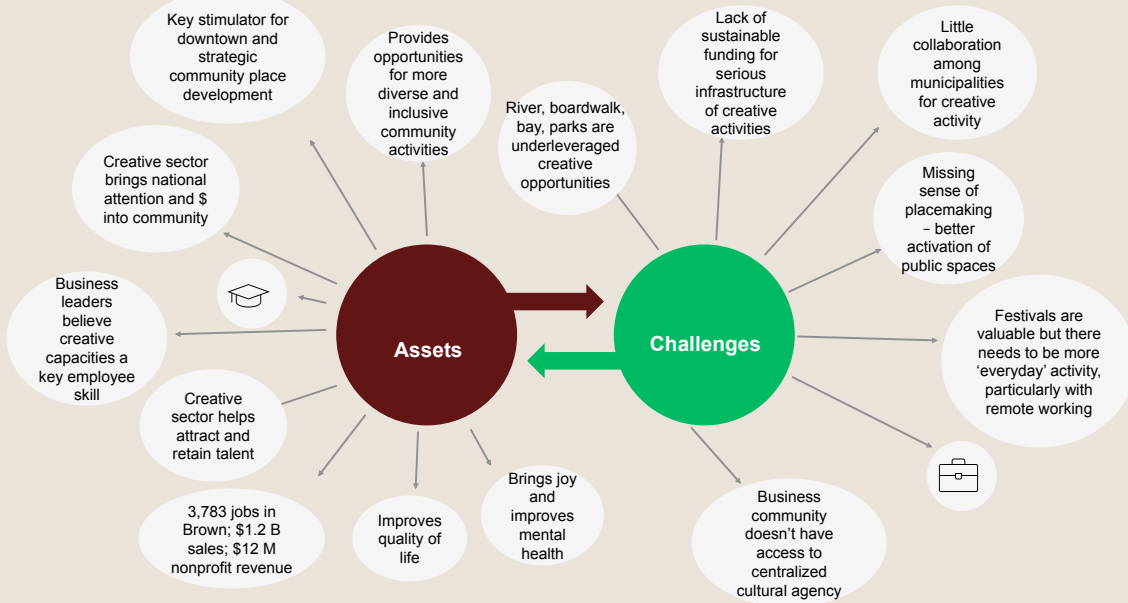 Key stimulator for
downtown and
strategic
community place
development
Provides
opportunities
for more
diverse and
inclusive
community
activities
Creative sector
brings national
attention and $
into community
Business
leaders
believe
creative
capacities a
key employee
skill
Creative
sector helps
attract and
retain talent
3,783 jobs in
Brown; $1.2 B
sales; $12 M
nonprofit revenue
Improves
quality of
life
Brings joy
and
improves
mental
health
Assets
Challenges
River, boardwalk,
bay, parks are
underleveraged
creative
opportunities
Lack of
sustainable
funding for
serious
infrastructure
of creative
activities
Little
collaboration
among
municipalities
for creative
activity
Missing
sense of
placemaking
– better
activation of
public spaces
Festivals are
valuable but there
needs to be more
‘everyday’ activity,
particularly with
remote working
Business
community
doesn’t have
access to
centralized
cultural agency